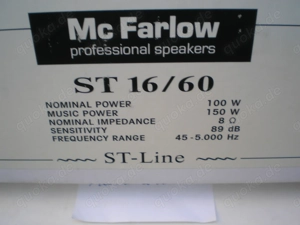 Mc Farlow
professional speakers
ST 16/60
NOMINAL POWER 100 W
MUSIC POWER 150 W
NOMINAL IMPEDANCE 8 Ω
SENSITIVITY 89 dB
FREQUENCY RANGE 45-5.000 Hz
ST-Line